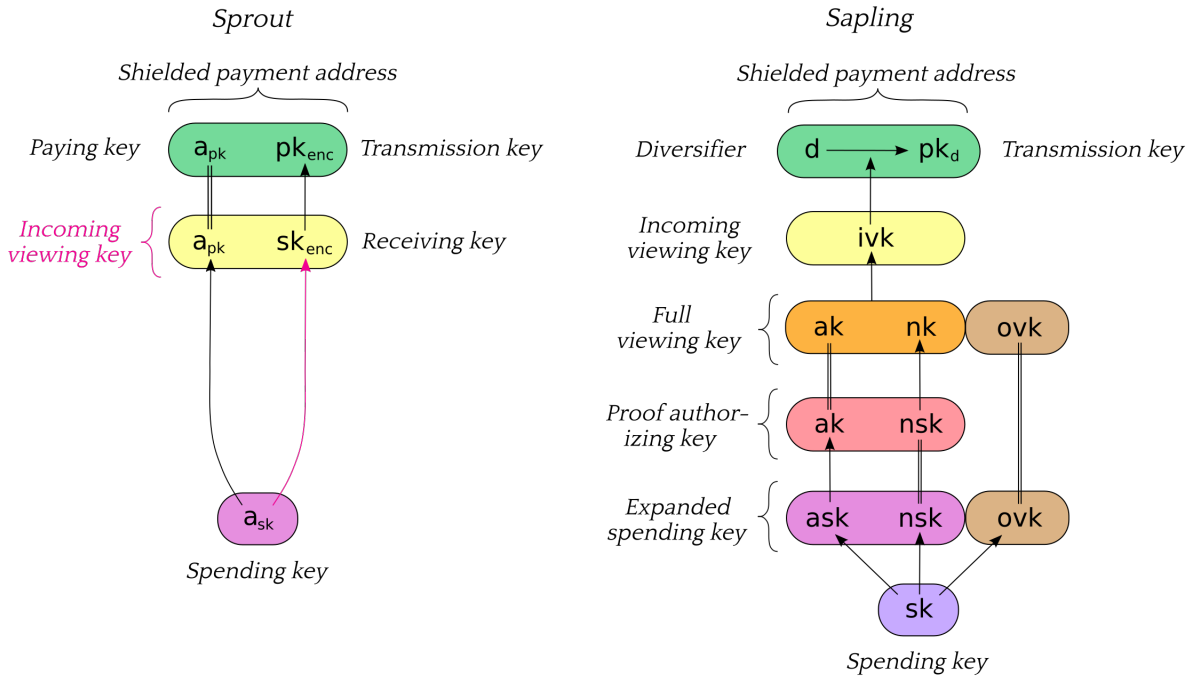 Sprout
Shielded payment address
Paying key
a_pk
pk_enc
Transmission key
Incoming
viewing key
a_pk
sk_enc
Receiving key
a_sk
Spending key
Sapling
Shielded payment address
Diversifier
d
pk_d
Transmission key
Incoming
viewing key
ivk
Full
viewing key
ak
nk
ovk
Proof author-
izing key
ak
nsk
Expanded
spending key
ask
nsk
ovk
sk
Spending key